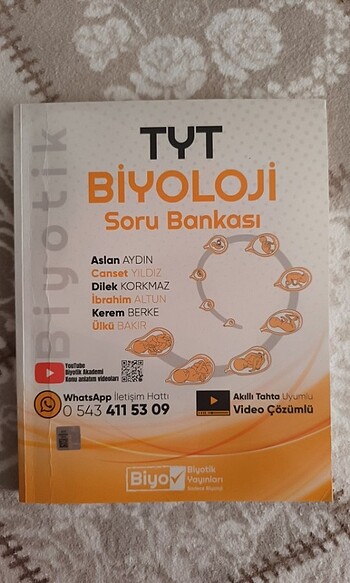 Biyotik
TYT
BİYOLOJİ
Soru Bankası
Aslan AYDIN
Canset YILDIZ
Dilek KORKMAZ
İbrahim ALTUN
Kerem BERKE
Ülkü BAKIR
YouTube
Biyotik Akademi
Konu anlatım videoları
WhatsApp İletişim Hattı
0 543 411 53 09
Akıllı Tahta Uyumlu
Video Çözümlü
Biyo
Biyotik
Yayınları